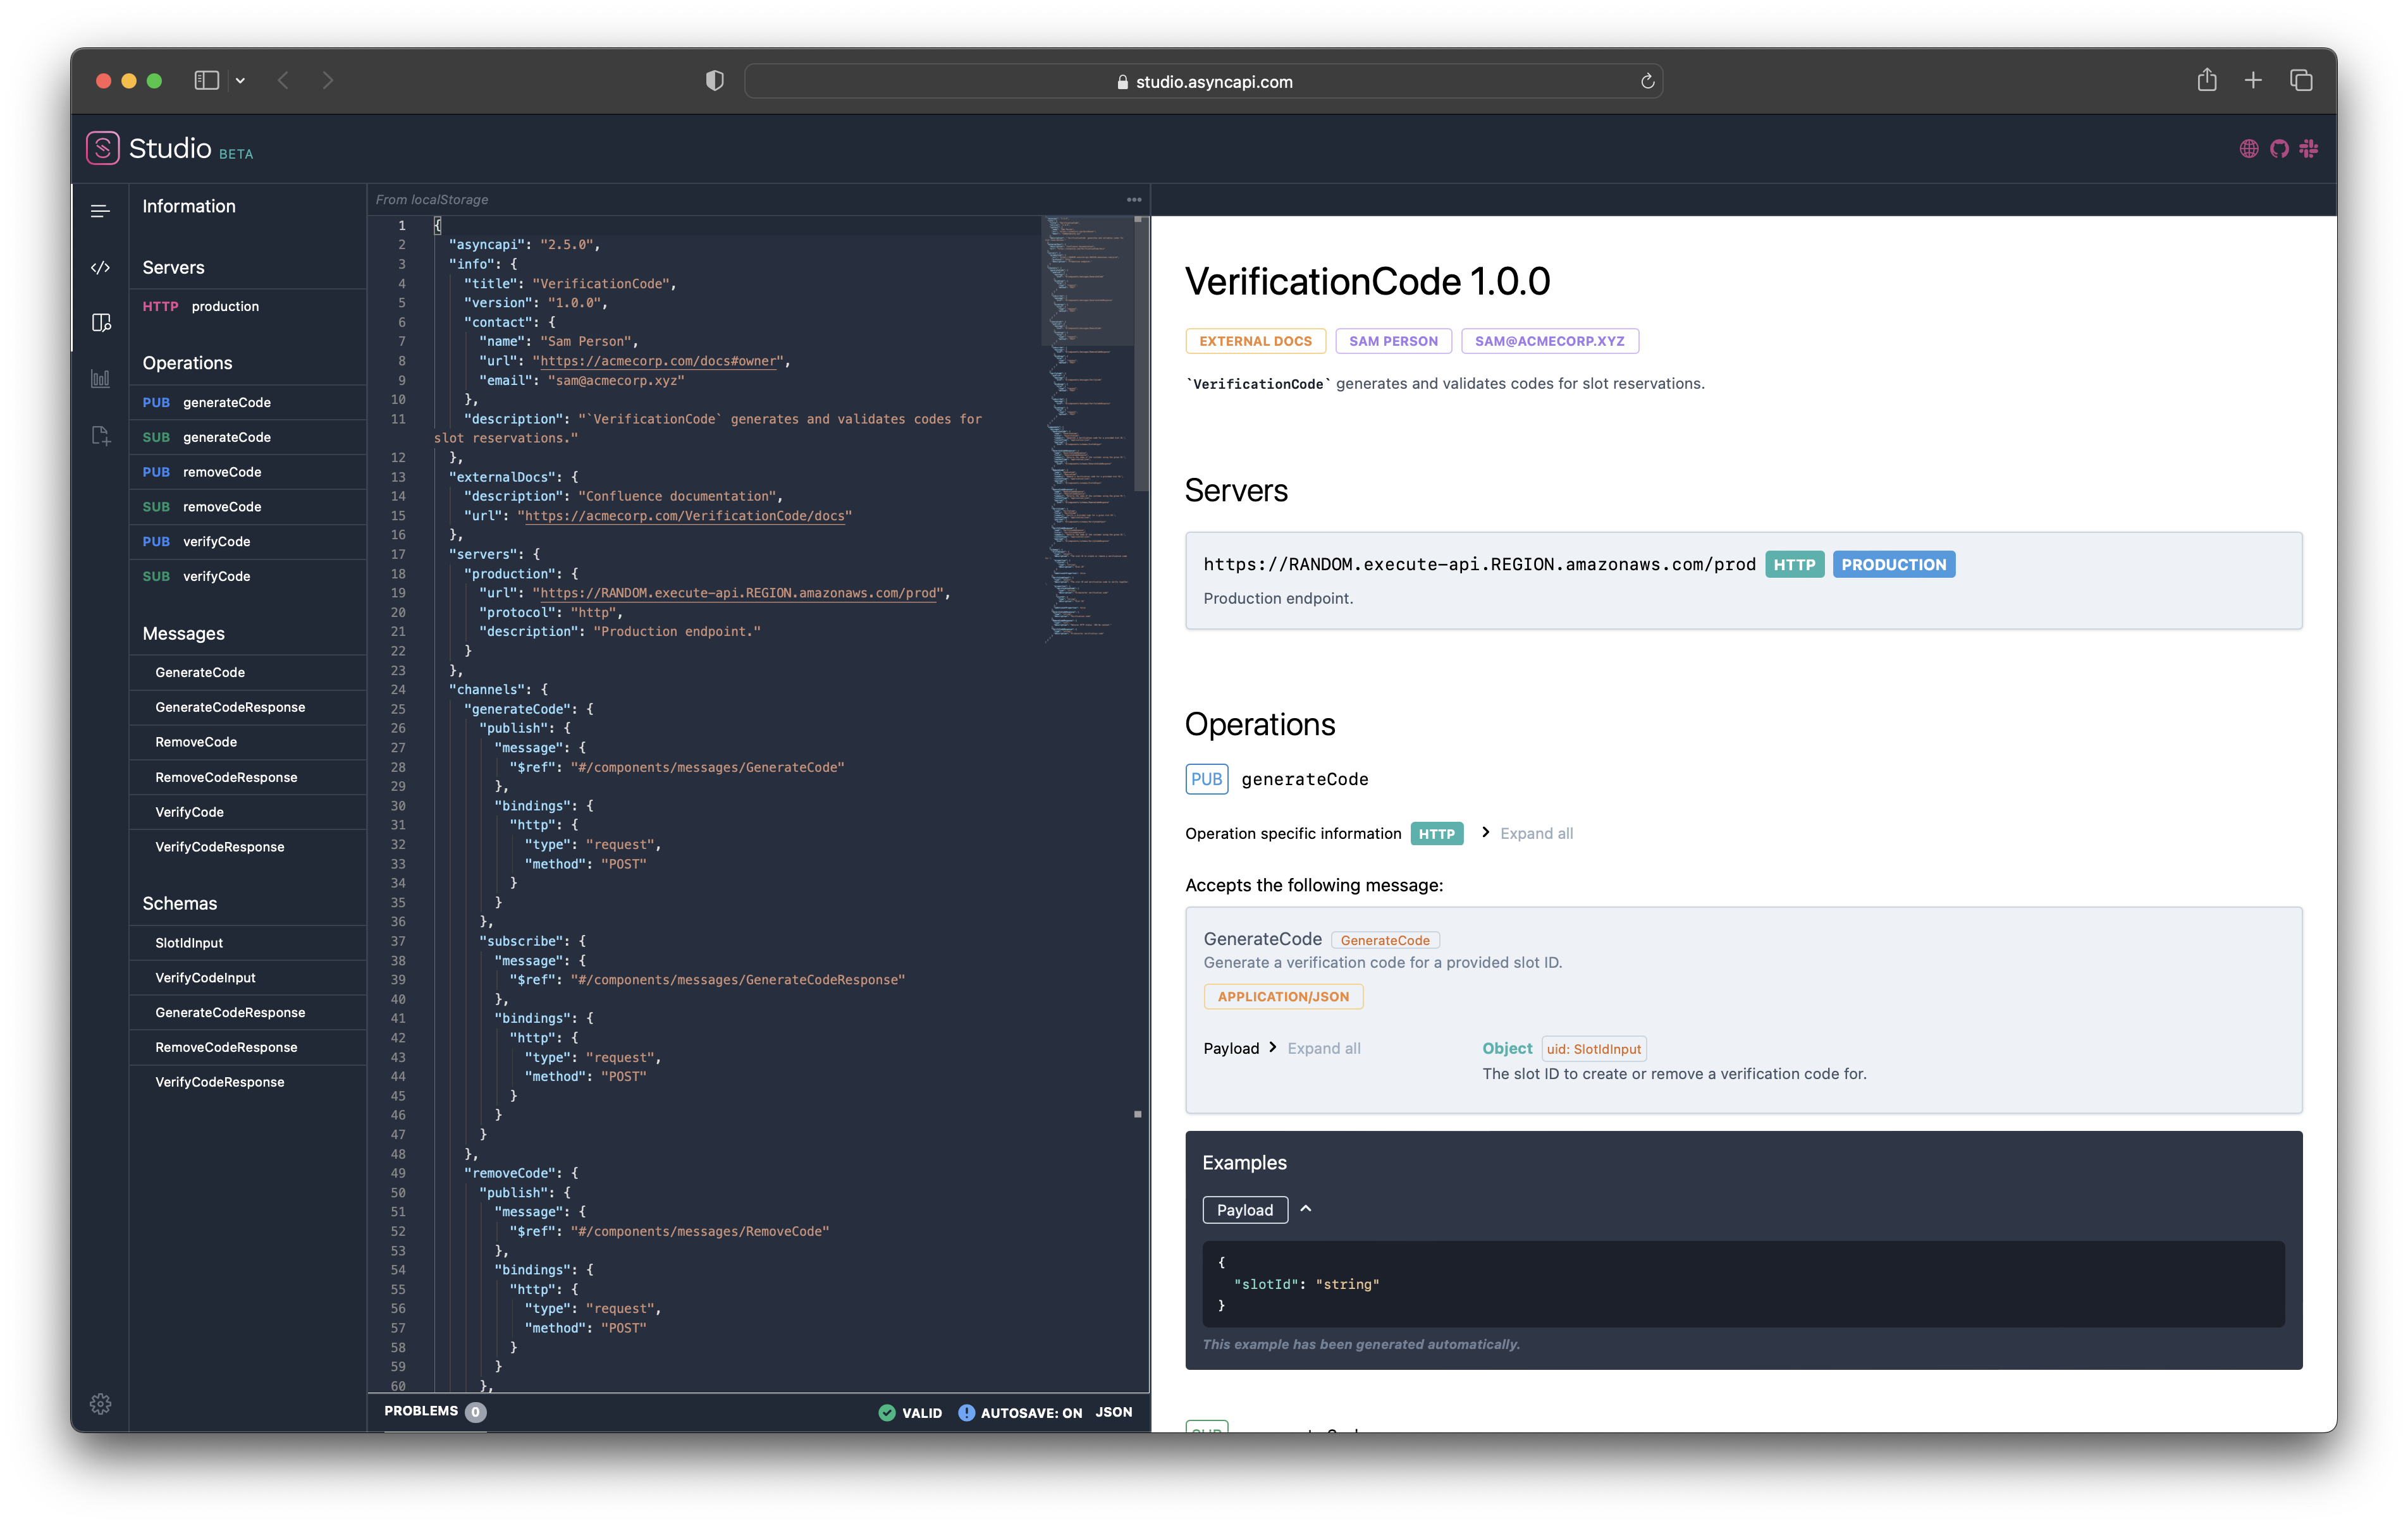 studio.asyncapi.com
Studio BETA
Information
Servers
HTTP production
Operations
PUB generateCode
SUB generateCode
PUB removeCode
SUB removeCode
PUB verifyCode
SUB verifyCode
Messages
GenerateCode
GenerateCodeResponse
RemoveCode
RemoveCodeResponse
VerifyCode
VerifyCodeResponse
Schemas
SlotIdInput
VerifyCodeInput
GenerateCodeResponse
RemoveCodeResponse
VerifyCodeResponse
From localStorage
1 {
2 "asyncapi": "2.5.0",
3 "info": {
4 "title": "VerificationCode",
5 "version": "1.0.0",
6 "contact": {
7 "name": "Sam Person",
8 "url": "https://acmecorp.com/docs#owner",
9 "email": "sam@acmecorp.xyz"
10 },
11 "description": "`VerificationCode` generates and validates codes for
slot reservations."
12 },
13 "externalDocs": {
14 "description": "Confluence documentation",
15 "url": "https://acmecorp.com/VerificationCode/docs"
16 },
17 "servers": {
18 "production": {
19 "url": "https://RANDOM.execute-api.REGION.amazonaws.com/prod",
20 "protocol": "http",
21 "description": "Production endpoint."
22 }
23 },
24 "channels": {
25 "generateCode": {
26 "publish": {
27 "message": {
28 "$ref": "#/components/messages/GenerateCode"
29 },
30 "bindings": {
31 "http": {
32 "type": "request",
33 "method": "POST"
34 }
35 }
36 },
37 "subscribe": {
38 "message": {
39 "$ref": "#/components/messages/GenerateCodeResponse"
40 },
41 "bindings": {
42 "http": {
43 "type": "request",
44 "method": "POST"
45 }
46 }
47 }
48 },
49 "removeCode": {
50 "publish": {
51 "message": {
52 "$ref": "#/components/messages/RemoveCode"
53 },
54 "bindings": {
55 "http": {
56 "type": "request",
57 "method": "POST"
58 }
59 }
60 },
PROBLEMS 0 VALID AUTOSAVE: ON JSON
VerificationCode 1.0.0
EXTERNAL DOCS SAM PERSON SAM@ACMECORP.XYZ
`VerificationCode` generates and validates codes for slot reservations.
Servers
https://RANDOM.execute-api.REGION.amazonaws.com/prod HTTP PRODUCTION
Production endpoint.
Operations
PUB generateCode
Operation specific information HTTP Expand all
Accepts the following message:
GenerateCode GenerateCode
Generate a verification code for a provided slot ID.
APPLICATION/JSON
Payload Expand all Object uid: SlotIdInput
The slot ID to create or remove a verification code for.
Examples
Payload
{
"slotId": "string"
}
This example has been generated automatically.